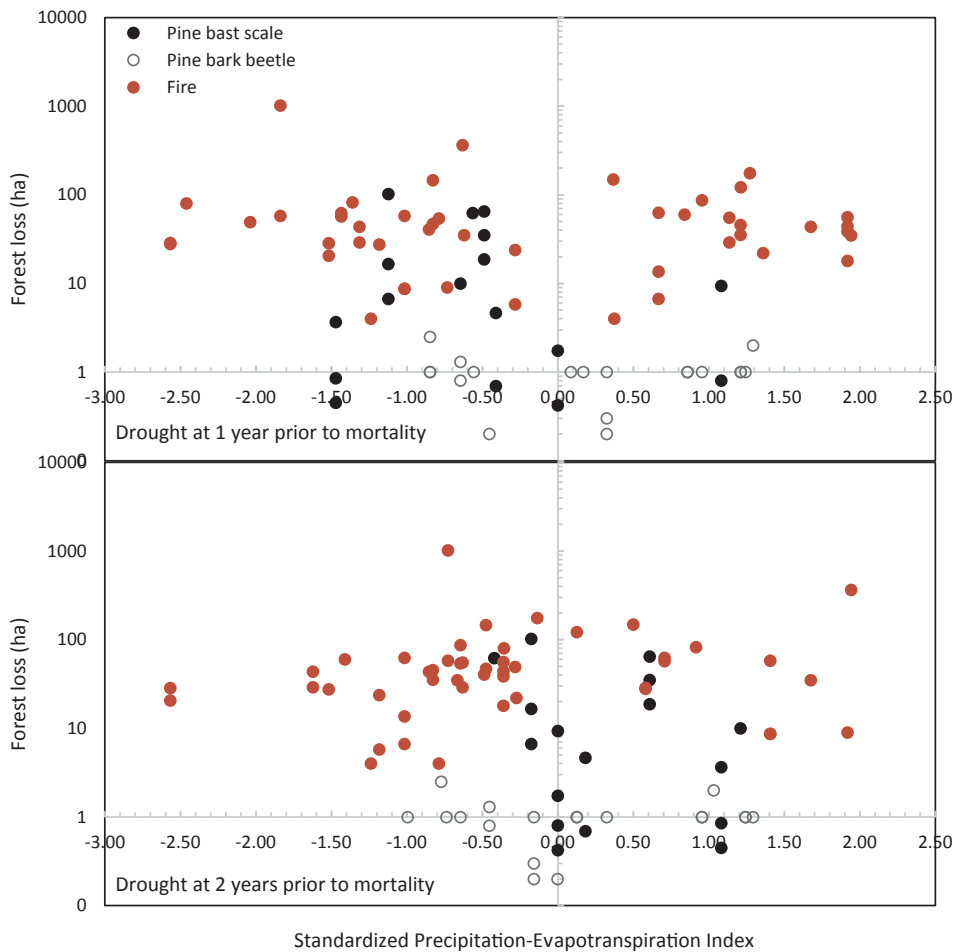 10000
Pine bast scale
Pine bark beetle
Fire
1000
100
10
1
0
-3.00 -2.50 -2.00 -1.50 -1.00 -0.50 0.00 0.50 1.00 1.50 2.00 2.50
Forest loss (ha)
Drought at 1 year prior to mortality
10000
1000
100
10
1
0
-3.00 -2.50 -2.00 -1.50 -1.00 -0.50 0.00 0.50 1.00 1.50 2.00 2.50
Forest loss (ha)
Drought at 2 years prior to mortality
Standardized Precipitation-Evapotranspiration Index